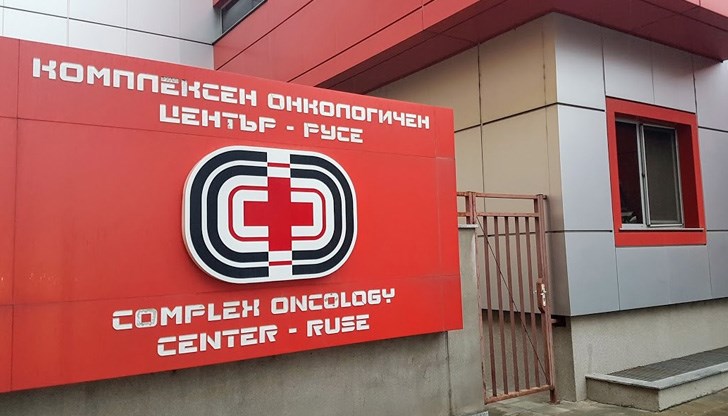 КОМПЛЕКСЕН ОНКОЛОГИЧЕН
ЦЕНТЪР - РУСЕ
COMPLEX ONCOLOGY
CENTER - RUSE